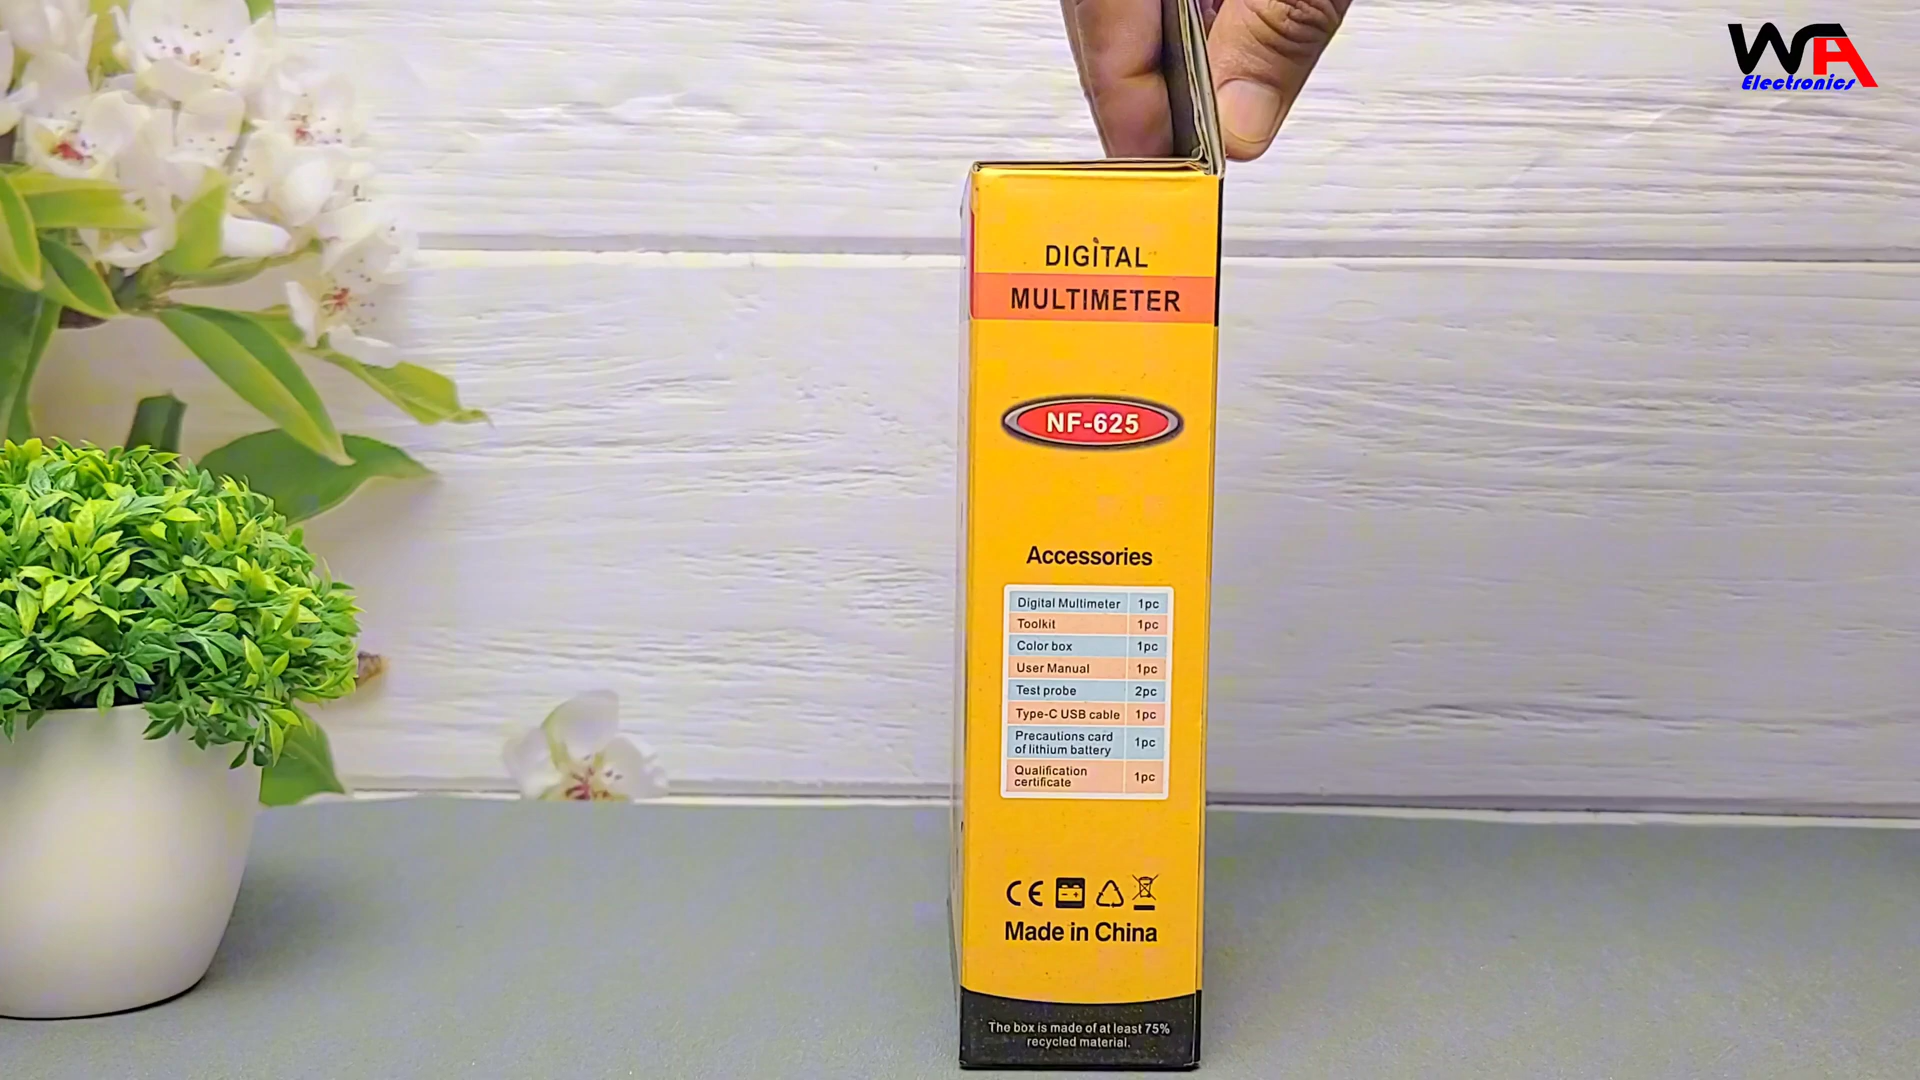 WA
Electronics
DIGITAL
MULTIMETER
NF-625
Accessories
Digital Multimeter 1pc
Toolkit 1pc
Color box 1pc
User Manual 1pc
Test probe 2pc
Type-C USB cable 1pc
Precautions card
of lithium battery 1pc
Qualification
certificate 1pc
CE
Made in China
The box is made of at least 75%
recycled material.